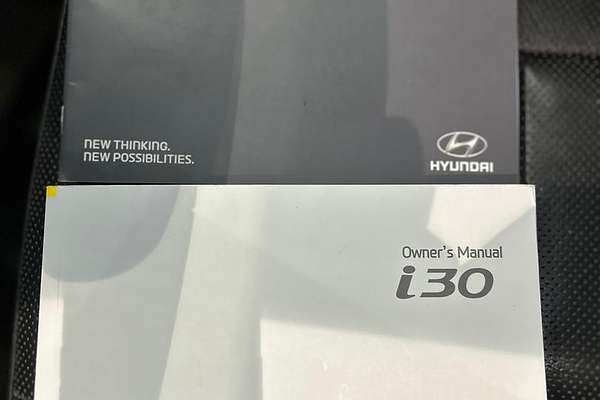 NEW THINKING.
NEW POSSIBILITIES.
HYUNDAI
Owner's Manual
i30